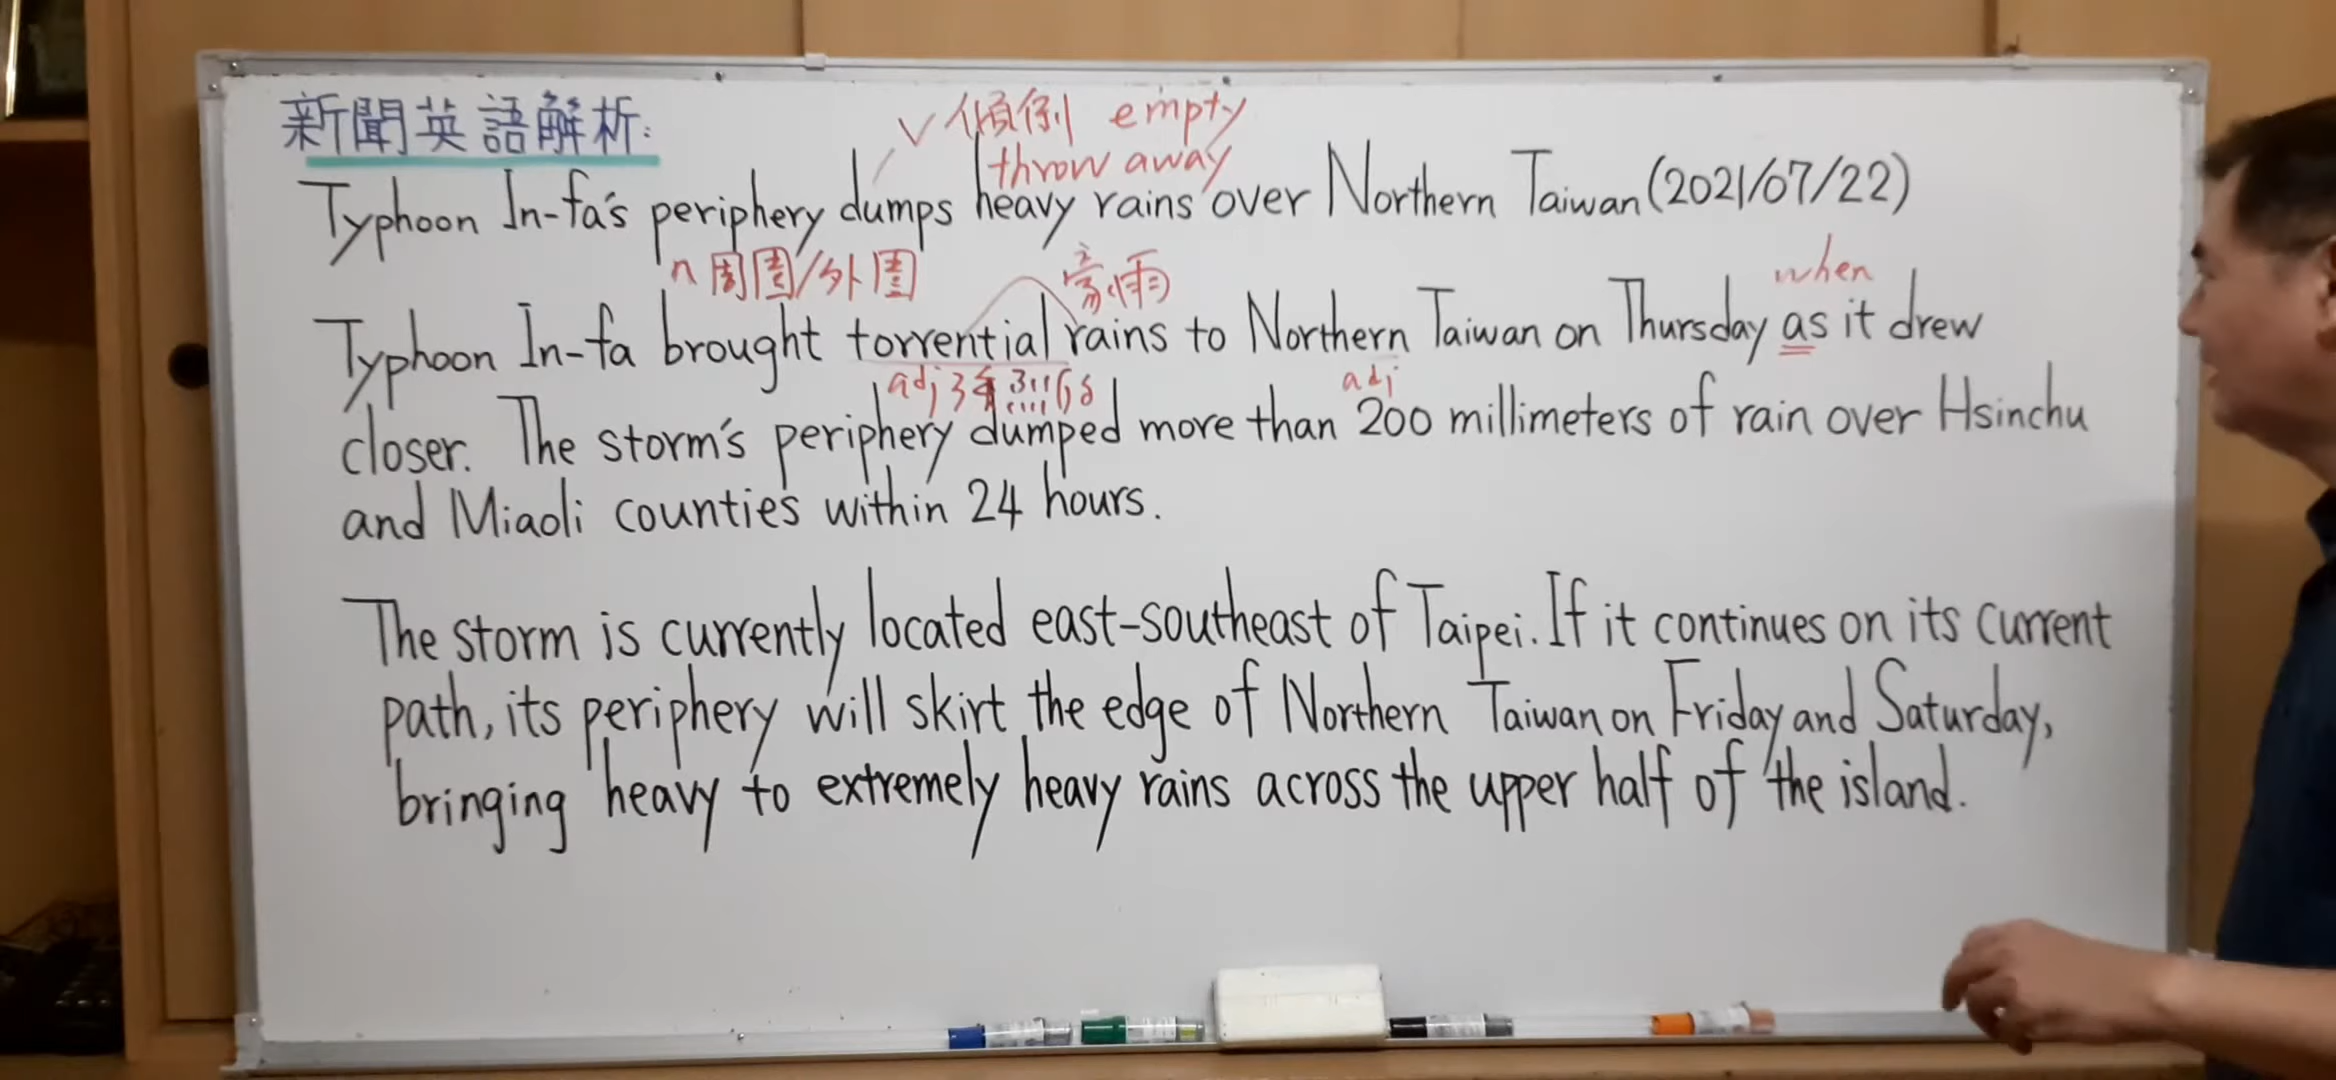 新聞英語解析:
v 傾倒 empty
throw away
Typhoon In-fa's periphery dumps heavy rains over Northern Taiwan (2021/07/22)
n 周圍/外圍
豪雨
when
Typhoon In-fa brought torrential rains to Northern Taiwan on Thursday as it drew
adj 猛烈的
adj
closer. The storm's periphery dumped more than 200 millimeters of rain over Hsinchu
and Miaoli counties within 24 hours.
The storm is currently located east-southeast of Taipei. If it continues on its current
path, its periphery will skirt the edge of Northern Taiwan on Friday and Saturday,
bringing heavy to extremely heavy rains across the upper half of the island.